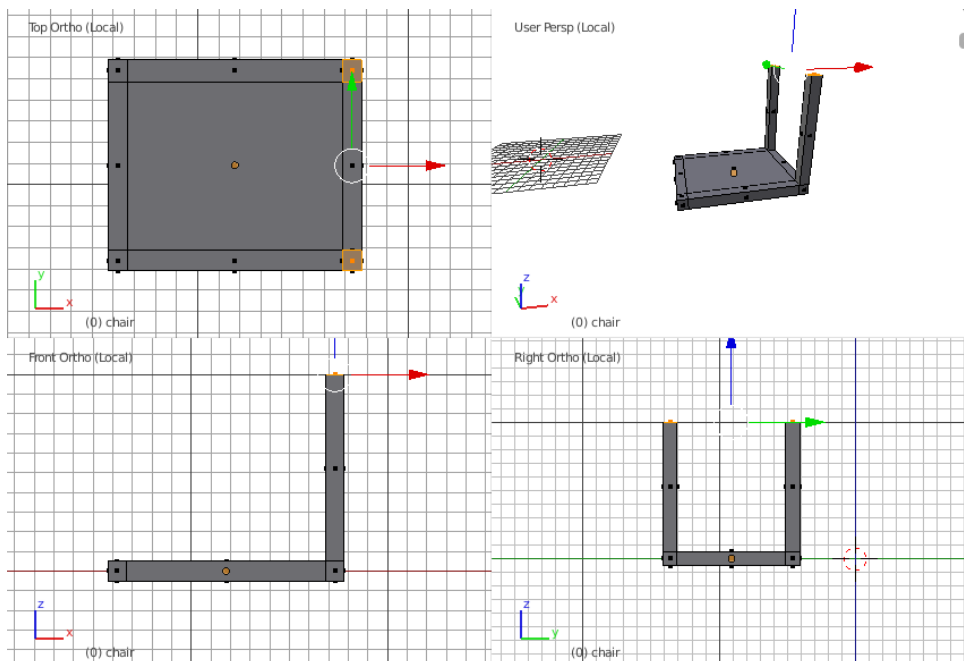 Top Ortho (Local)
y
x
(0) chair
User Persp (Local)
z
y
x
(0) chair
Front Ortho (Local)
z
x
(0) chair
Right Ortho (Local)
z
y
(0) chair